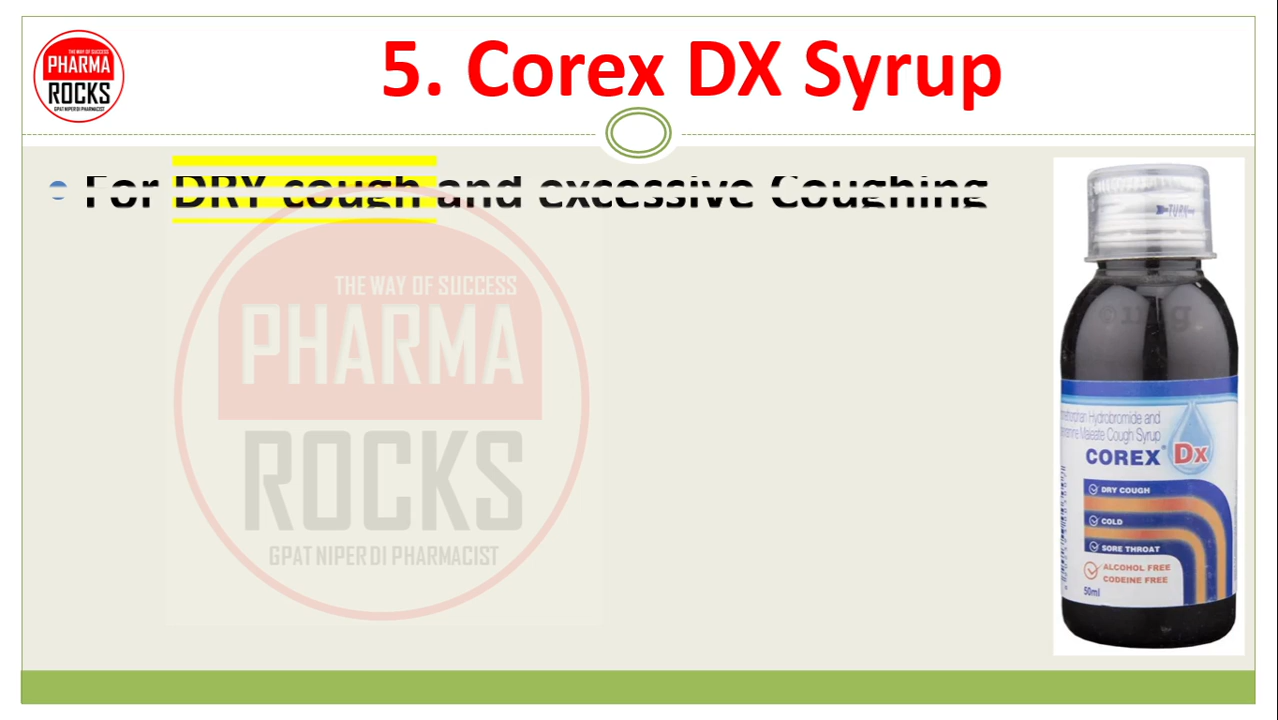 THE WAY OF SUCCESS
PHARMA
ROCKS
GPAT NIPER DI PHARMACIST
5. Corex DX Syrup
For DRY cough and excessive Coughing
THE WAY OF SUCCESS
PHARMA
ROCKS
GPAT NIPER DI PHARMACIST
TURN
Hydrobromide and
Maleate Cough Syrup
COREX® Dx
DRY COUGH
COLD
SORE THROAT
ALCOHOL FREE
CODEINE FREE
50ml